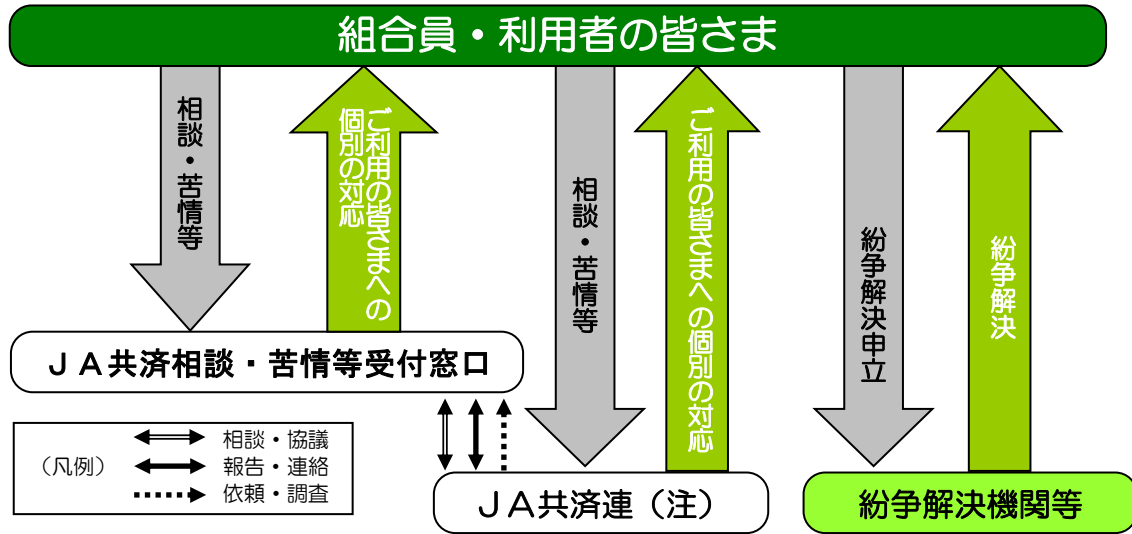 組合員・利用者の皆さま
相談・苦情等
ご利用の皆さまへの
個別の対応
相談・苦情等
ご利用の皆さまへの個別の対応
紛争解決申立
紛争解決
ＪＡ共済相談・苦情等受付窓口
（凡例）
相談・協議
報告・連絡
依頼・調査
ＪＡ共済連（注）
紛争解決機関等